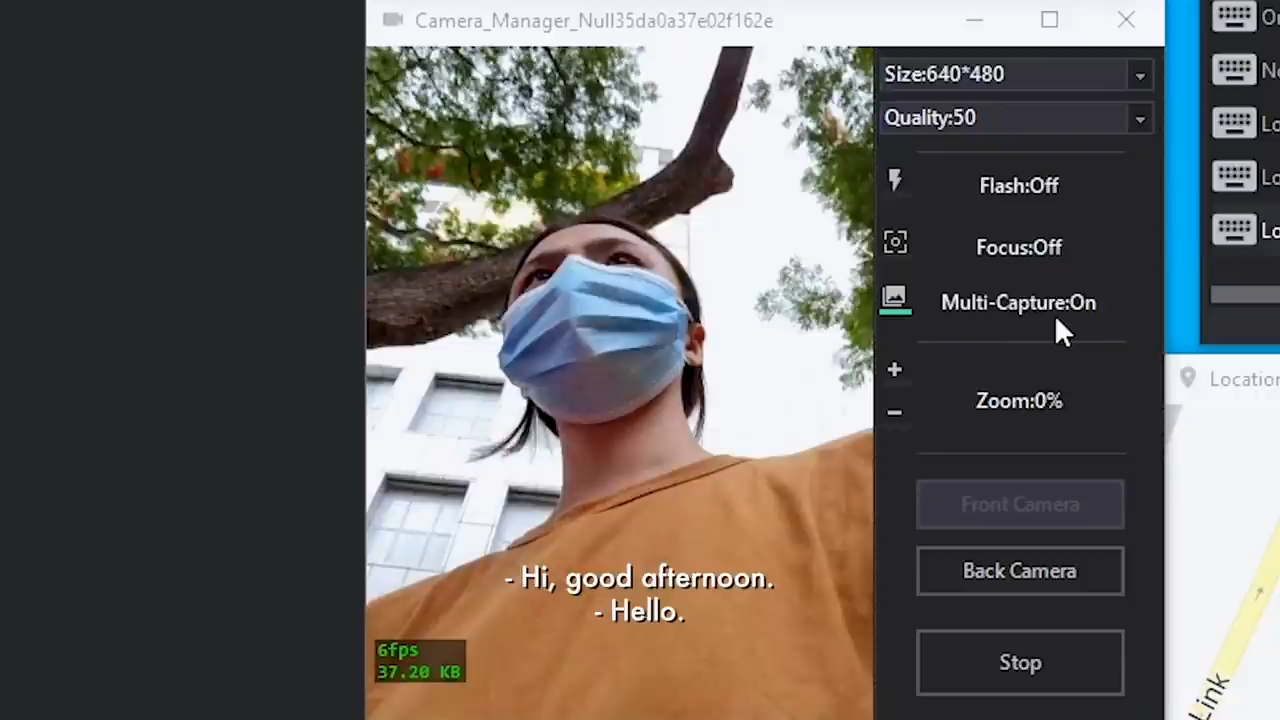 Camera_Manager_Null35da0a37e02f162e
Size:640*480
Quality:50
Flash:Off
Focus:Off
Multi-Capture:On
Zoom:0%
Front Camera
Back Camera
Stop
- Hi, good afternoon.
- Hello.
6fps
37.20 KB
Link